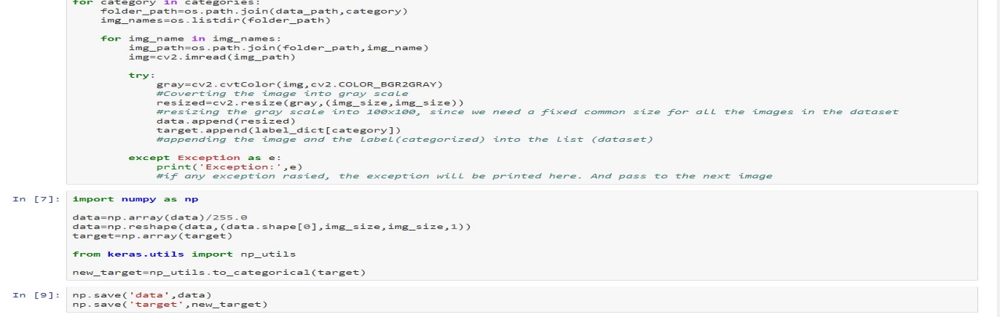 for category in categories:
    folder_path=os.path.join(data_path,category)
    img_names=os.listdir(folder_path)
    for img_name in img_names:
        img_path=os.path.join(folder_path,img_name)
        img=cv2.imread(img_path)
        try:
            gray=cv2.cvtColor(img,cv2.COLOR_BGR2GRAY)
            #Coverting the image into gray scale
            resized=cv2.resize(gray,(img_size,img_size))
            #resizing the gray scale into 100x100, since we need a fixed common size for all the images in the dataset
            data.append(resized)
            target.append(label_dict[category])
            #appending the image and the label(categorized) into the list (dataset)
        except Exception as e:
            print('Exception:',e)
            #if any exception rasied, the exception will be printed here. And pass to the next image
In [7]: import numpy as np
data=np.array(data)/255.0
data=np.reshape(data,(data.shape[0],img_size,img_size,1))
target=np.array(target)
from keras.utils import np_utils
new_target=np_utils.to_categorical(target)
In [9]: np.save('data',data)
np.save('target',new_target)